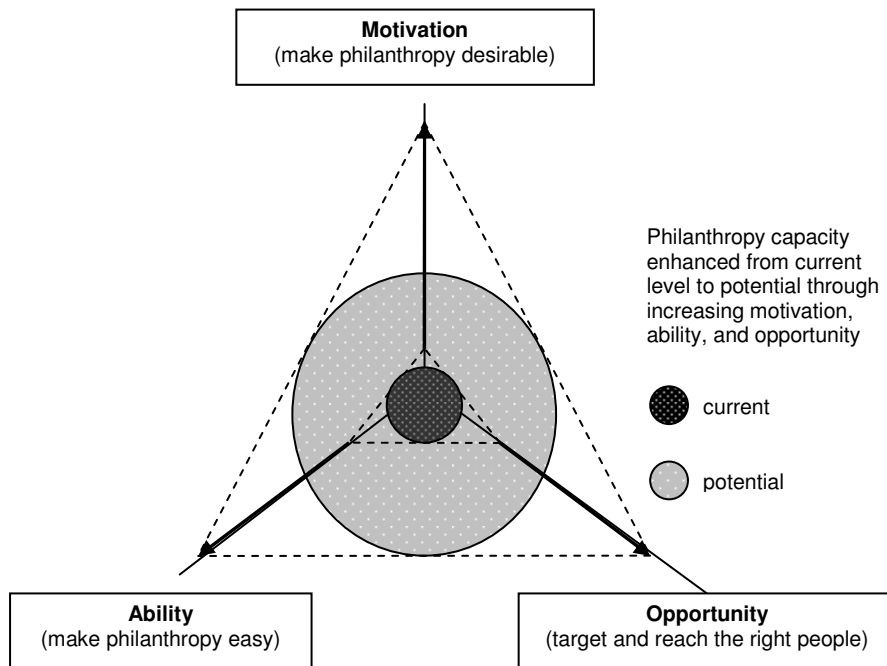 Motivation
(make philanthropy desirable)
Philanthropy capacity
enhanced from current
level to potential through
increasing motivation,
ability, and opportunity
current
potential
Ability
(make philanthropy easy)
Opportunity
(target and reach the right people)